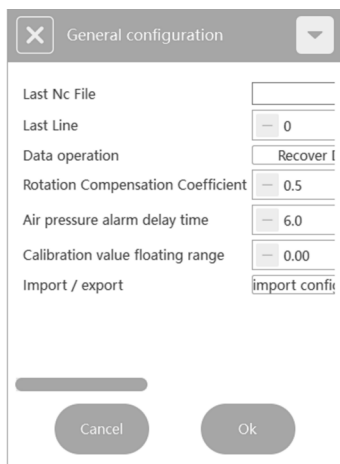 General configuration
Last Nc File
Last Line 0
Data operation Recover
Rotation Compensation Coefficient 0.5
Air pressure alarm delay time 6.0
Calibration value floating range 0.00
Import / export import confi
Cancel Ok